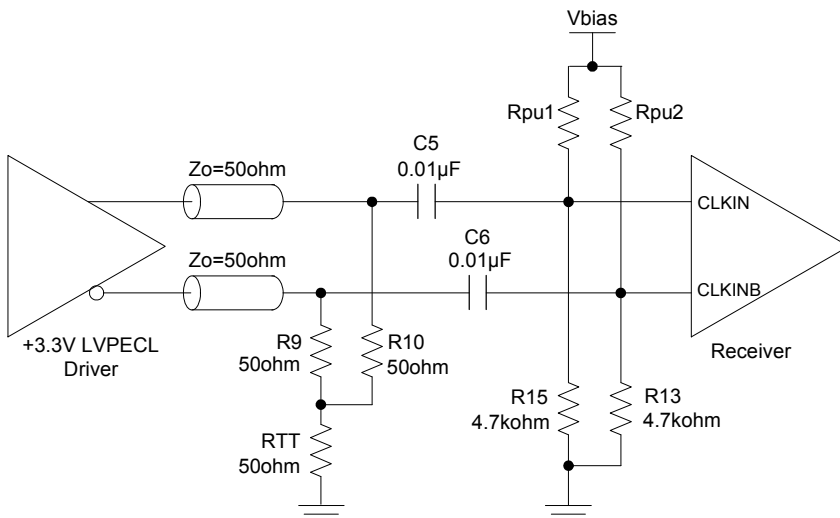 Vbias
Rpu1
Rpu2
C5
0.01µF
Zo=50ohm
CLKIN
C6
0.01µF
Zo=50ohm
CLKINB
+3.3V LVPECL
Driver
R9
50ohm
R10
50ohm
Receiver
R15
4.7kohm
R13
4.7kohm
RTT
50ohm